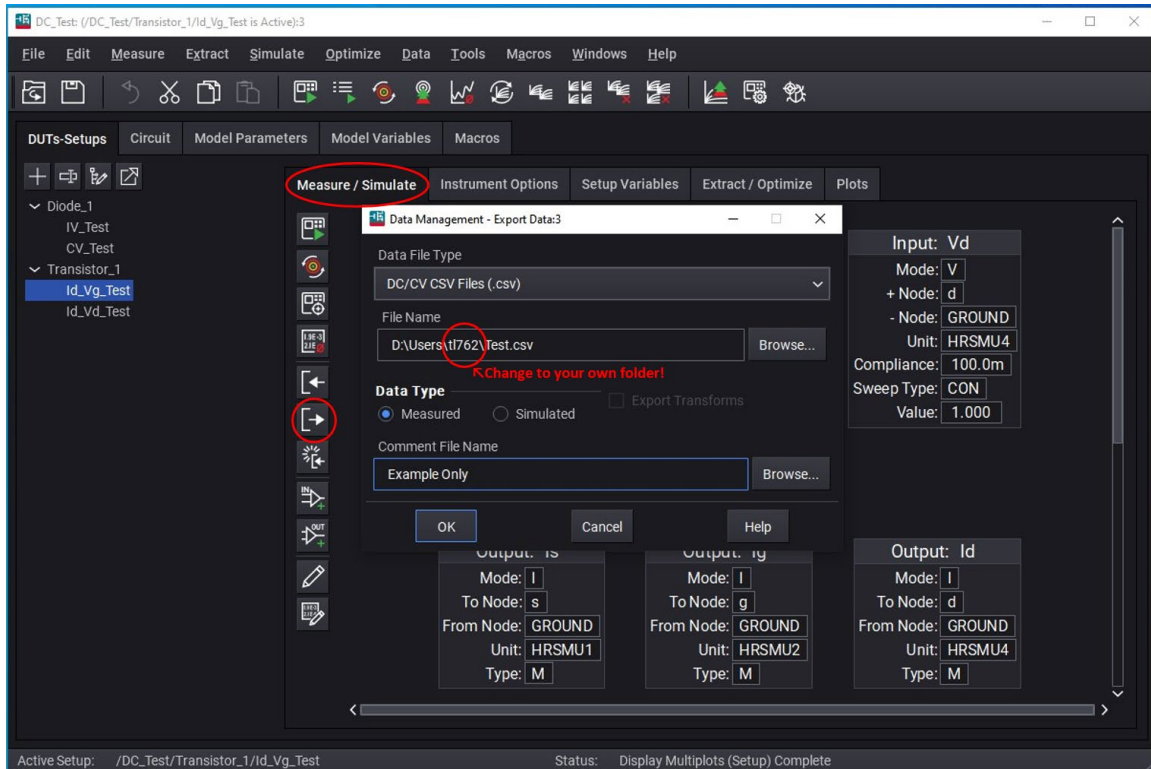 DC_Test: (/DC_Test/Transistor_1/Id_Vg_Test is Active):3
File Edit Measure Extract Simulate Optimize Data Tools Macros Windows Help
DUTs-Setups Circuit Model Parameters Model Variables Macros
Diode_1
IV_Test
CV_Test
Transistor_1
Id_Vg_Test
Id_Vd_Test
Measure / Simulate Instrument Options Setup Variables Extract / Optimize Plots
Data Management - Export Data:3
Data File Type
DC/CV CSV Files (.csv)
File Name
D:\Users\tl762\Test.csv Browse...
↖Change to your own folder!
Data Type
Measured Simulated Export Transforms
Comment File Name
Example Only Browse...
OK Cancel Help
Input: Vd
Mode: V
+ Node: d
- Node: GROUND
Unit: HRSMU4
Compliance: 100.0m
Sweep Type: CON
Value: 1.000
Output: Is
Mode: I
To Node: s
From Node: GROUND
Unit: HRSMU1
Type: M
Output: Ig
Mode: I
To Node: g
From Node: GROUND
Unit: HRSMU2
Type: M
Output: Id
Mode: I
To Node: d
From Node: GROUND
Unit: HRSMU4
Type: M
Active Setup: /DC_Test/Transistor_1/Id_Vg_Test Status: Display Multiplots (Setup) Complete